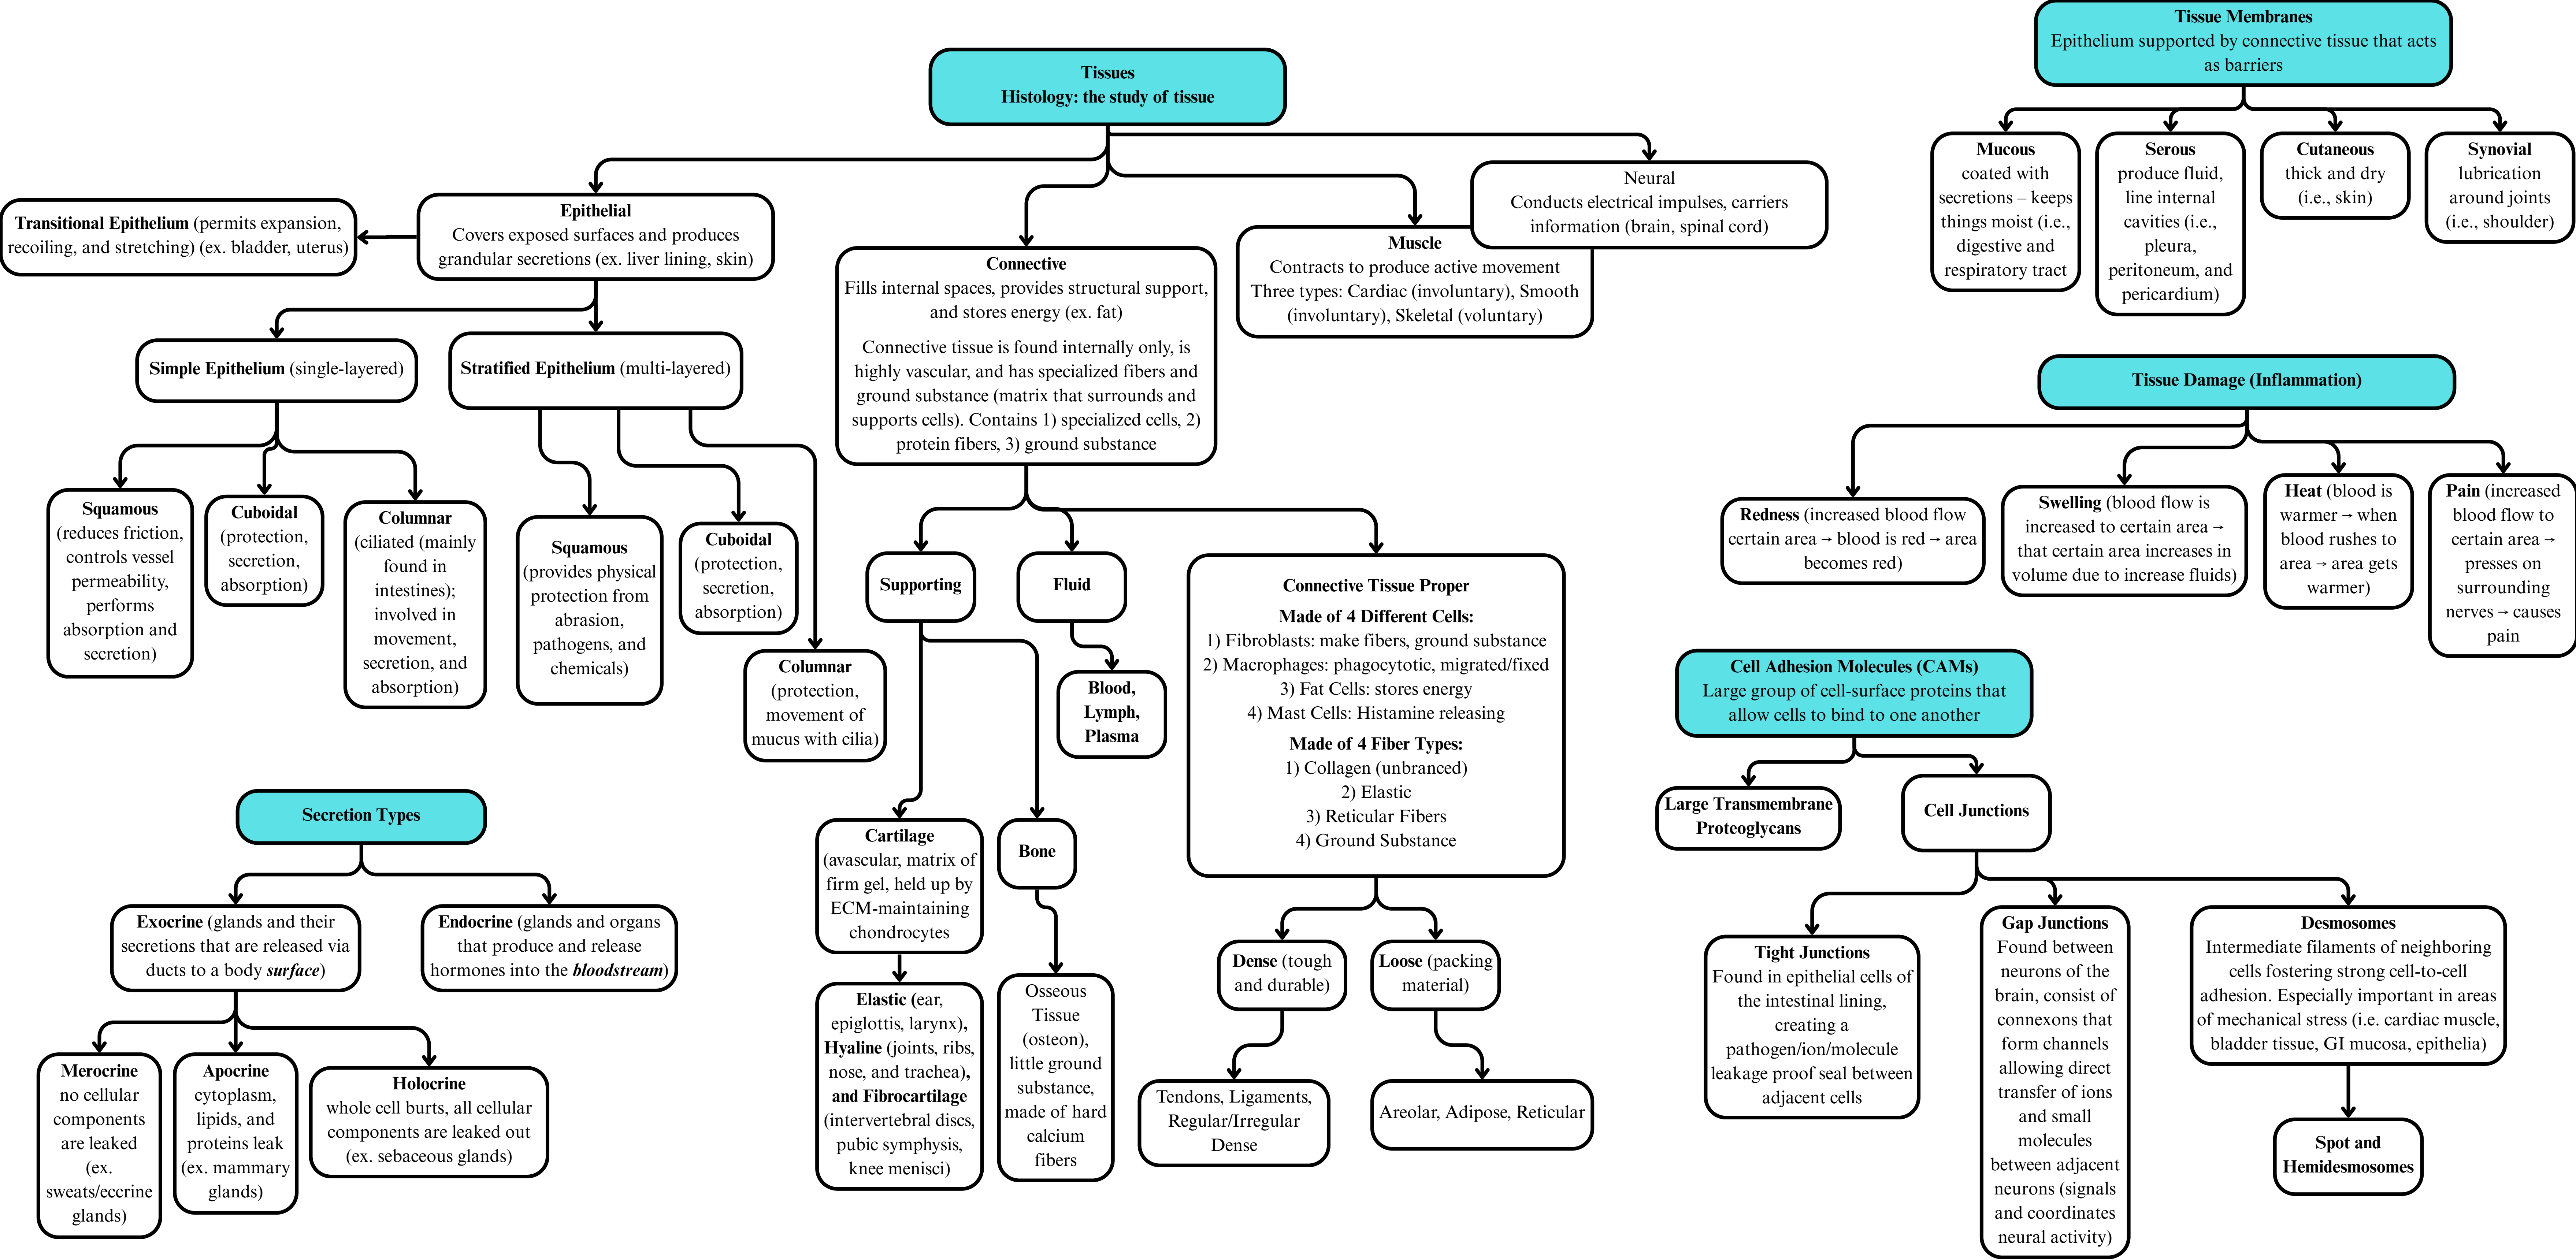 Tissues
Histology: the study of tissue
Transitional Epithelium (permits expansion,
recoiling, and stretching) (ex. bladder, uterus)
Epithelial
Covers exposed surfaces and produces
grandular secretions (ex. liver lining, skin)
Simple Epithelium (single-layered)
Stratified Epithelium (multi-layered)
Squamous
(reduces friction,
controls vessel
permeability,
performs
absorption and
secretion)
Cuboidal
(protection,
secretion,
absorption)
Columnar
(ciliated (mainly
found in
intestines);
involved in
movement,
secretion, and
absorption)
Squamous
(provides physical
protection from
abrasion,
pathogens, and
chemicals)
Cuboidal
(protection,
secretion,
absorption)
Columnar
(protection,
movement of
mucus with cilia)
Connective
Fills internal spaces, provides structural support,
and stores energy (ex. fat)
Connective tissue is found internally only, is
highly vascular, and has specialized fibers and
ground substance (matrix that surrounds and
supports cells). Contains 1) specialized cells, 2)
protein fibers, 3) ground substance
Muscle
Contracts to produce active movement
Three types: Cardiac (involuntary), Smooth
(involuntary), Skeletal (voluntary)
Neural
Conducts electrical impulses, carriers
information (brain, spinal cord)
Supporting
Fluid
Blood,
Lymph,
Plasma
Connective Tissue Proper
Made of 4 Different Cells:
1) Fibroblasts: make fibers, ground substance
2) Macrophages: phagocytotic, migrated/fixed
3) Fat Cells: stores energy
4) Mast Cells: Histamine releasing
Made of 4 Fiber Types:
1) Collagen (unbranced)
2) Elastic
3) Reticular Fibers
4) Ground Substance
Cartilage
(avascular, matrix of
firm gel, held up by
ECM-maintaining
chondrocytes
Bone
Elastic (ear,
epiglottis, larynx),
Hyaline (joints, ribs,
nose, and trachea),
and Fibrocartilage
(intervertebral discs,
pubic symphysis,
knee menisci)
Osseous
Tissue
(osteon),
little ground
substance,
made of hard
calcium
fibers
Dense (tough
and durable)
Loose (packing
material)
Tendons, Ligaments,
Regular/Irregular
Dense
Areolar, Adipose, Reticular
Secretion Types
Exocrine (glands and their
secretions that are released via
ducts to a body surface)
Endocrine (glands and organs
that produce and release
hormones into the bloodstream)
Merocrine
no cellular
components
are leaked
(ex.
sweats/eccrine
glands)
Apocrine
cytoplasm,
lipids, and
proteins leak
(ex. mammary
glands)
Holocrine
whole cell burts, all cellular
components are leaked out
(ex. sebaceous glands)
Tissue Membranes
Epithelium supported by connective tissue that acts
as barriers
Mucous
coated with
secretions – keeps
things moist (i.e.,
digestive and
respiratory tract
Serous
produce fluid,
line internal
cavities (i.e.,
pleura,
peritoneum, and
pericardium)
Cutaneous
thick and dry
(i.e., skin)
Synovial
lubrication
around joints
(i.e., shoulder)
Tissue Damage (Inflammation)
Redness (increased blood flow
certain area → blood is red → area
becomes red)
Swelling (blood flow is
increased to certain area →
that certain area increases in
volume due to increase fluids)
Heat (blood is
warmer → when
blood rushes to
area → area gets
warmer)
Pain (increased
blood flow to
certain area →
presses on
surrounding
nerves → causes
pain
Cell Adhesion Molecules (CAMs)
Large group of cell-surface proteins that
allow cells to bind to one another
Large Transmembrane
Proteoglycans
Cell Junctions
Tight Junctions
Found in epithelial cells of
the intestinal lining,
creating a
pathogen/ion/molecule
leakage proof seal between
adjacent cells
Gap Junctions
Found between
neurons of the
brain, consist of
connexons that
form channels
allowing direct
transfer of ions
and small
molecules
between adjacent
neurons (signals
and coordinates
neural activity)
Desmosomes
Intermediate filaments of neighboring
cells fostering strong cell-to-cell
adhesion. Especially important in areas
of mechanical stress (i.e. cardiac muscle,
bladder tissue, GI mucosa, epithelia)
Spot and
Hemidesmosomes